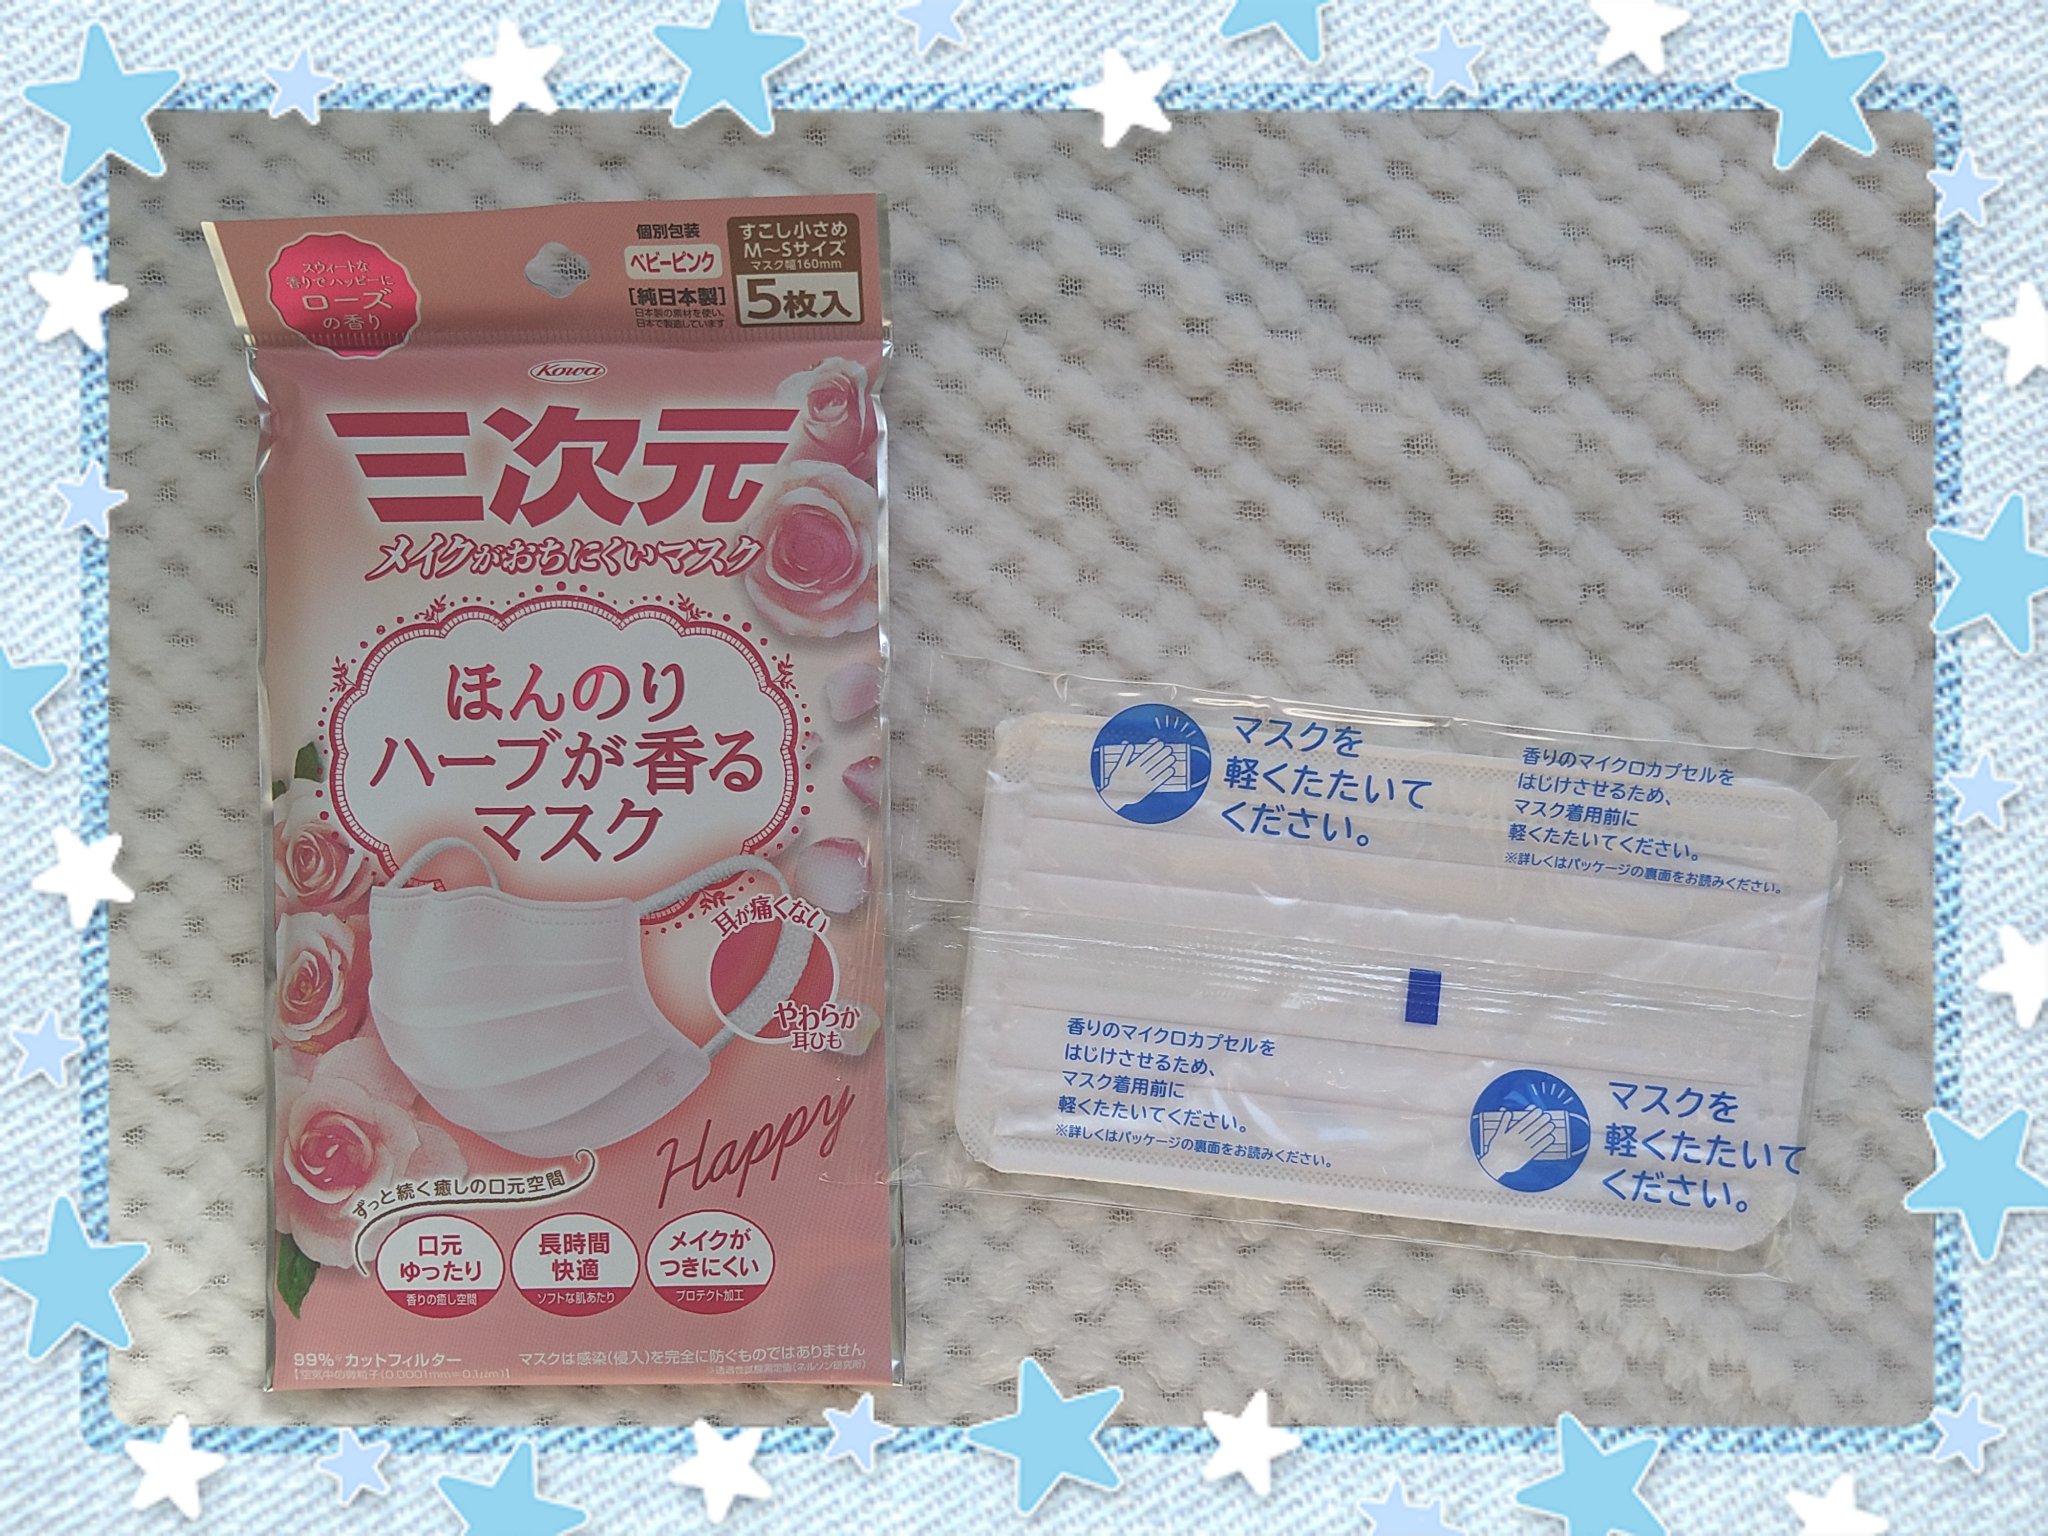 スウィートな
香りでハッピーに
ローズ
の香り
個別包装
ベビーピンク
[純日本製]
日本製の素材を使い、
日本で製造しています
すこし小さめ
M～Sサイズ
マスク幅160mm
5枚入
Kowa
三次元
メイクがおちにくいマスク
ほんのり
ハーブが香る
マスク
耳が痛くない
やわらか
耳ひも
Happy
ずっと続く癒しの口元空間
口元
ゆったり
香りの癒し空間
長時間
快適
ソフトな肌あたり
メイクが
つきにくい
プロテクト加工
99%カットフィルター
【空気中の微粒子(0.0001mm=0.1μm)】
マスクは感染(侵入)を完全に防ぐものではありません
マスクを
軽くたたいて
ください。
香りのマイクロカプセルを
はじけさせるため、
マスク着用前に
軽くたたいてください。
※詳しくはパッケージの裏面をお読みください。
香りのマイクロカプセルを
はじけさせるため、
マスク着用前に
軽くたたいてください。
※詳しくはパッケージの裏面をお読みください。
マスクを
軽くたたいて
ください。